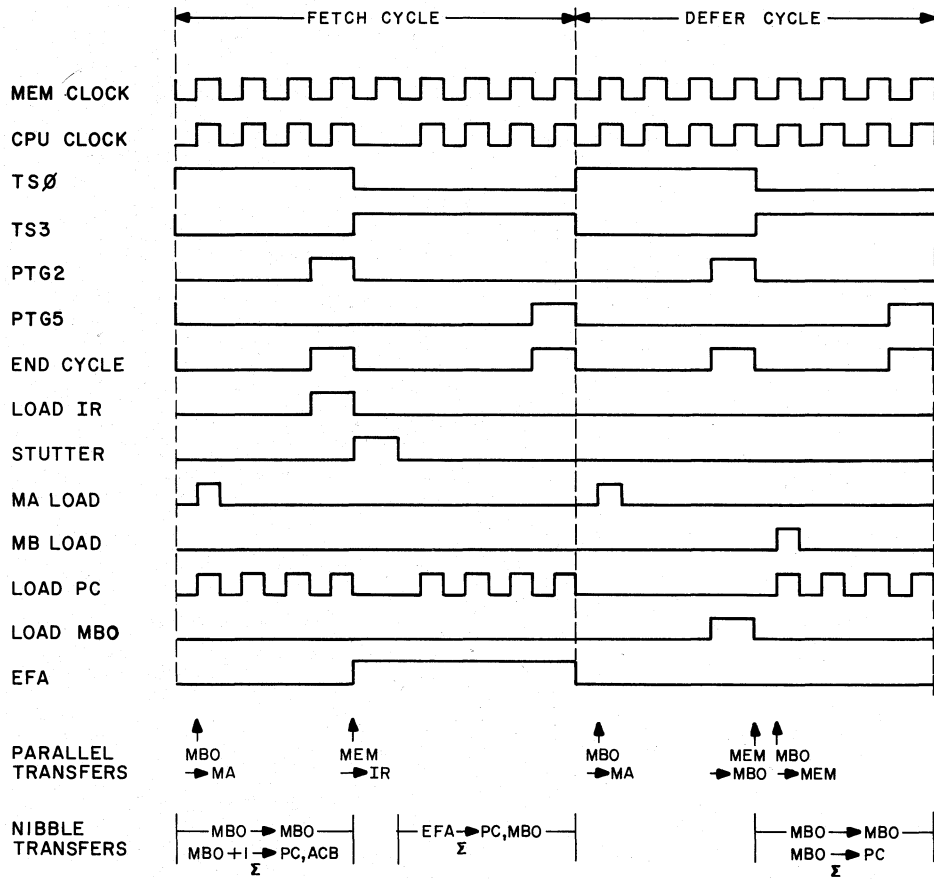 FETCH CYCLE DEFER CYCLE
MEM CLOCK
CPU CLOCK
TSØ
TS3
PTG2
PTG5
END CYCLE
LOAD IR
STUTTER
MA LOAD
MB LOAD
LOAD PC
LOAD MBO
EFA
PARALLEL TRANSFERS
MBO → MA
MEM → IR
MBO → MA
MEM → MBO
MBO → MEM
NIBBLE TRANSFERS
MBO → MBO
MBO + 1 → PC, ACB
Σ
EFA → PC, MBO
Σ
MBO → MBO
MBO → PC
Σ